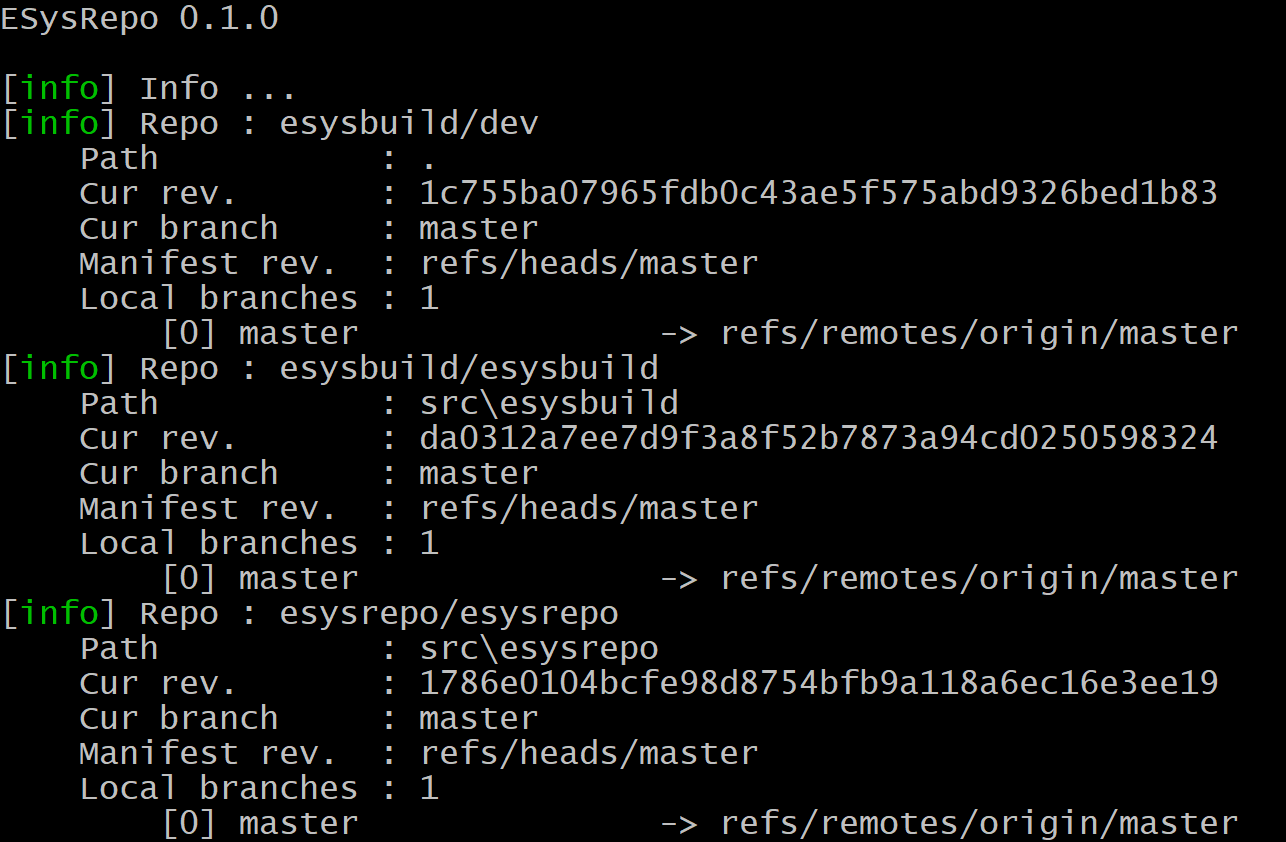 ESysRepo 0.1.0
[info] Info ...
[info] Repo : esysbuild/dev
Path : .
Cur rev. : 1c755ba07965fdb0c43ae5f575abd9326bed1b83
Cur branch : master
Manifest rev. : refs/heads/master
Local branches : 1
[0] master -> refs/remotes/origin/master
[info] Repo : esysbuild/esysbuild
Path : src\esysbuild
Cur rev. : da0312a7ee7d9f3a8f52b7873a94cd0250598324
Cur branch : master
Manifest rev. : refs/heads/master
Local branches : 1
[0] master -> refs/remotes/origin/master
[info] Repo : esysrepo/esysrepo
Path : src\esysrepo
Cur rev. : 1786e0104bcfe98d8754bfb9a118a6ec16e3ee19
Cur branch : master
Manifest rev. : refs/heads/master
Local branches : 1
[0] master -> refs/remotes/origin/master